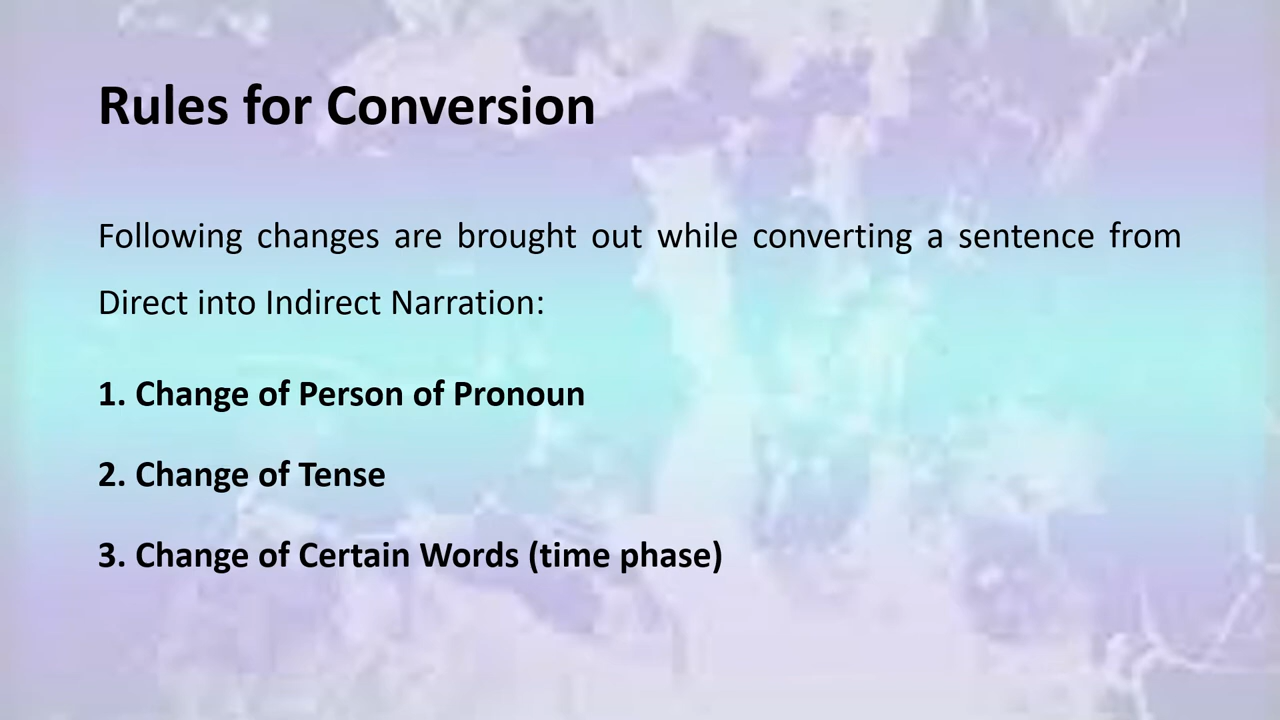 Rules for Conversion
Following changes are brought out while converting a sentence from
Direct into Indirect Narration:
1. Change of Person of Pronoun
2. Change of Tense
3. Change of Certain Words (time phase)